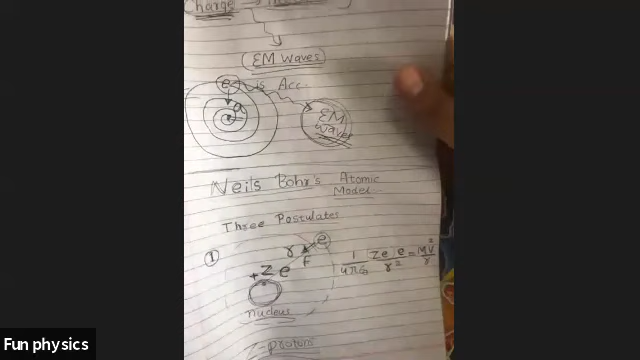 Charge
EM Waves
e is Acc.
a
EM
Waves
Neils Bohr's Atomic
Model
Three Postulates
① r e
F
+Ze
1/4πε₀ Ze e/r² = mv²/r
nucleus
Z-proton
Fun physics